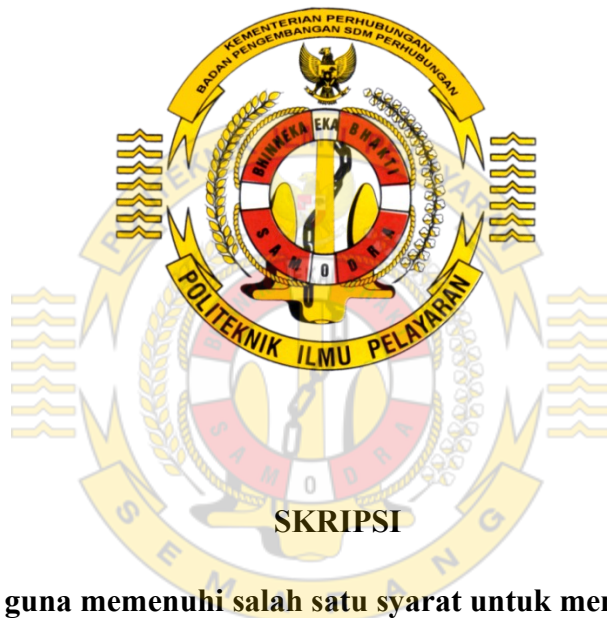 KEMENTERIAN PERHUBUNGAN
BADAN PENGEMBANGAN SDM PERHUBUNGAN
BHINNEKA EKA BHAKTI
SAMODRA
POLITEKNIK ILMU PELAYARAN
SEMARANG
SKRIPSI
guna memenuhi salah satu syarat untuk